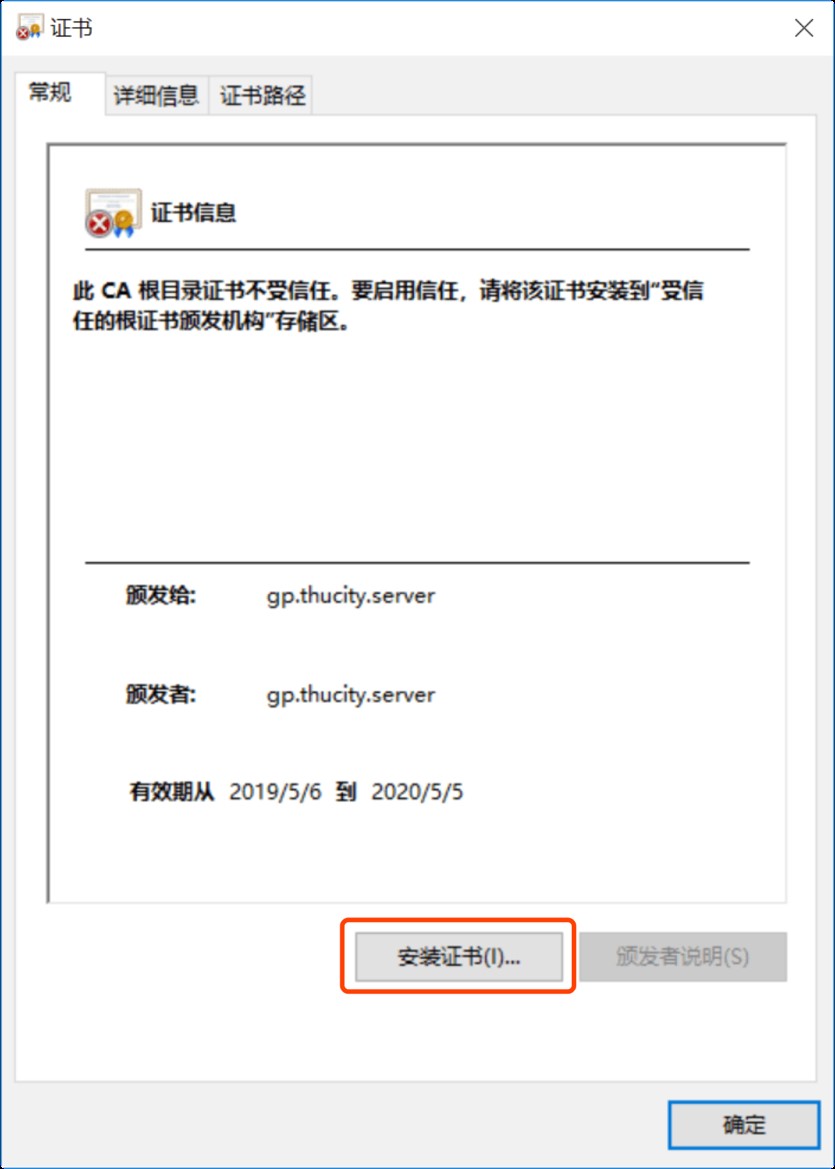 证书
常规 详细信息 证书路径
证书信息
此 CA 根目录证书不受信任。要启用信任，请将该证书安装到“受信
任的根证书颁发机构”存储区。
颁发给: gp.thucity.server
颁发者: gp.thucity.server
有效期从 2019/5/6 到 2020/5/5
安装证书(I)... 颁发者说明(S)
确定